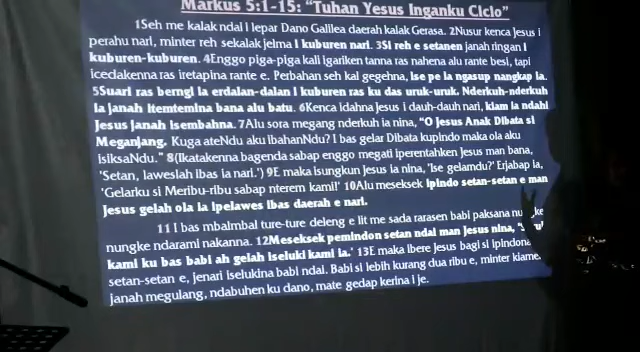 Markus 5:1-15: "Tuhan Yesus Inganku Cicio"
1Seh me kalak ndai i lepar Dano Galilea daerah kalak Gerasa. 2Nusur kenca Jesus i
perahu nari, minter reh sekalak jelma i kuburen nari. 3Si reh e setanen janah ringan i
kuburen-kuburen. 4Enggo piga-piga kali igariken tanna ras nahena alu rante besi, tapi
icedakenna ras iretapina rante e. Perbahan seh kal gegehna, ise pe la ngasup nangkap ia.
5Suari ras berngi ia erdalan-dalan i kuburen ras ku das uruk-uruk. Nderkuh-nderkuh
ia janah itemtemina bana alu batu. 6Kenca idahna Jesus i dauh-dauh nari, kiam ia ndahi
Jesus janah isembahna. 7Alu sora megang nderkuh ia nina, "O Jesus Anak Dibata si
Meganjang. Kuga ateNdu aku ibahanNdu? I bas gelar Dibata kupindo maka ola aku
isiksaNdu." 8(Ikatakenna bagenda sabap enggo megati iperentahken Jesus man bana,
'Setan, lawesiah ibas ia nari.') 9E maka isungkun Jesus ia nina, 'Ise gelarndu?' Erjabap ia,
'Gelarku si Meribu-ribu sabap nterem kami!' 10Alu meseksek ipindo setan-setan e man
Jesus gelah ola ia ipelawes ibas daerah e nari.
11 I bas mbalmbal ture-ture deleng e lit me sada rarasen babi paksana
nungke ndarami nakanna. 12Meseksek pemindon setan ndai man Jesus nina,
kami ku bas babi ah gelah iseluki kami ia.' 13E maka ibere Jesus bagi si ipindona
setan-setan e, jenari iselukina babi ndai. Babi si lebih kurang dua ribu e, minter kiam
janah megulang, ndabuhen ku dano, mate gedap kerina i je.